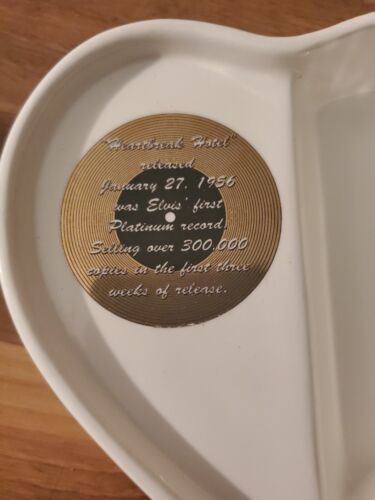 "Heartbreak Hotel"
released
January 27, 1956
was Elvis' first
Platinum record
Selling over 300,000
copies in the first three
weeks of release.